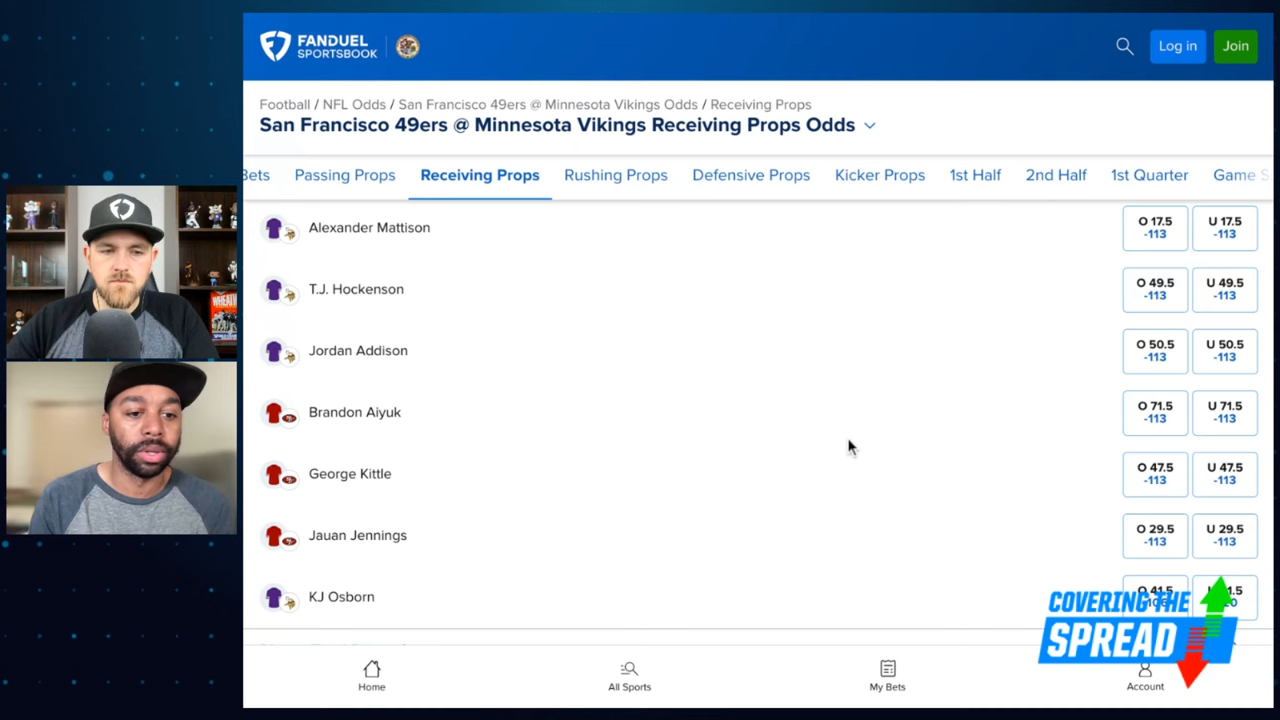 FANDUEL
SPORTSBOOK
Log in
Join
Football / NFL Odds / San Francisco 49ers @ Minnesota Vikings Odds / Receiving Props
San Francisco 49ers @ Minnesota Vikings Receiving Props Odds
Bets Passing Props Receiving Props Rushing Props Defensive Props Kicker Props 1st Half 2nd Half 1st Quarter Game S
Alexander Mattison
O 17.5 U 17.5
-113 -113
T.J. Hockenson
O 49.5 U 49.5
-113 -113
Jordan Addison
O 50.5 U 50.5
-113 -113
Brandon Aiyuk
O 71.5 U 71.5
-113 -113
George Kittle
O 47.5 U 47.5
-113 -113
Jauan Jennings
O 29.5 U 29.5
-113 -113
KJ Osborn
COVERING THE
SPREAD
Home
All Sports
My Bets
Account